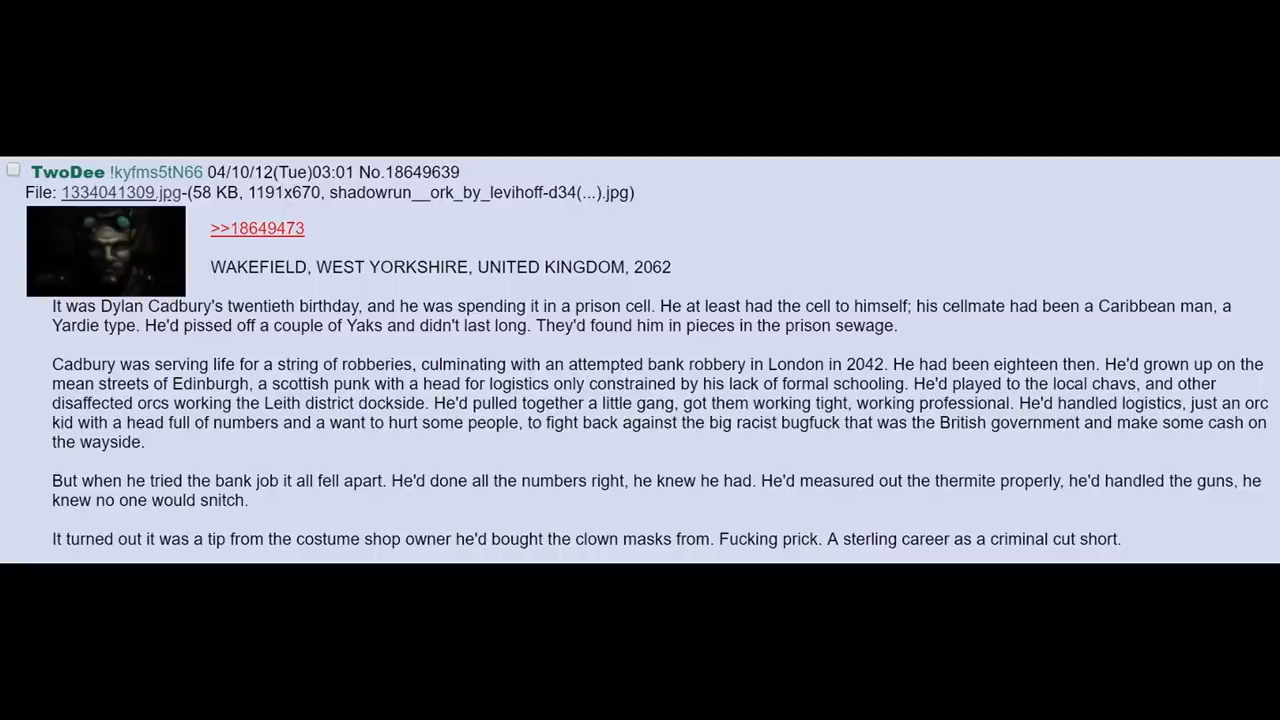 TwoDee !kyfms5tN66 04/10/12(Tue)03:01 No.18649639
File: 1334041309.jpg-(58 KB, 1191x670, shadowrun__ork_by_levihoff-d34(...).jpg)
>>18649473
WAKEFIELD, WEST YORKSHIRE, UNITED KINGDOM, 2062
It was Dylan Cadbury's twentieth birthday, and he was spending it in a prison cell. He at least had the cell to himself; his cellmate had been a Caribbean man, a
Yardie type. He'd pissed off a couple of Yaks and didn't last long. They'd found him in pieces in the prison sewage.
Cadbury was serving life for a string of robberies, culminating with an attempted bank robbery in London in 2042. He had been eighteen then. He'd grown up on the
mean streets of Edinburgh, a scottish punk with a head for logistics only constrained by his lack of formal schooling. He'd played to the local chavs, and other
disaffected orcs working the Leith district dockside. He'd pulled together a little gang, got them working tight, working professional. He'd handled logistics, just an orc
kid with a head full of numbers and a want to hurt some people, to fight back against the big racist bugfuck that was the British government and make some cash on
the wayside.
But when he tried the bank job it all fell apart. He'd done all the numbers right, he knew he had. He'd measured out the thermite properly, he'd handled the guns, he
knew no one would snitch.
It turned out it was a tip from the costume shop owner he'd bought the clown masks from. Fucking prick. A sterling career as a criminal cut short.